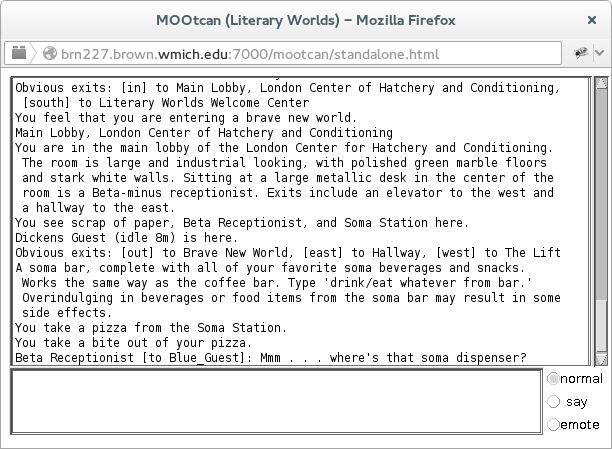 MOOtcan (Literary Worlds) – Mozilla Firefox
brn227.brown.wmich.edu:7000/mootcan/standalone.html
Obvious exits: [in] to Main Lobby, London Center of Hatchery and Conditioning,
[south] to Literary Worlds Welcome Center
You feel that you are entering a brave new world.
Main Lobby, London Center of Hatchery and Conditioning
You are in the main lobby of the London Center for Hatchery and Conditioning.
The room is large and industrial looking, with polished green marble floors
and stark white walls. Sitting at a large metallic desk in the center of the
room is a Beta-minus receptionist. Exits include an elevator to the west and
a hallway to the east.
You see scrap of paper, Beta Receptionist, and Soma Station here.
Dickens Guest (idle 8m) is here.
Obvious exits: [out] to Brave New World, [east] to Hallway, [west] to The Lift
A soma bar, complete with all of your favorite soma beverages and snacks.
Works the same way as the coffee bar. Type 'drink/eat whatever from bar.'
Overindulging in beverages or food items from the soma bar may result in some
side effects.
You take a pizza from the Soma Station.
You take a bite out of your pizza.
Beta Receptionist [to Blue_Guest]: Mmm . . . where's that soma dispenser?
normal
say
emote